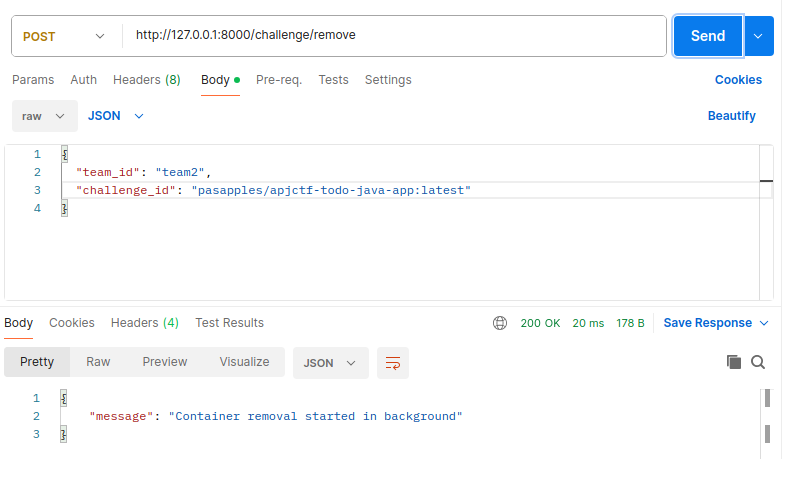 POST http://127.0.0.1:8000/challenge/remove Send
Params Auth Headers (8) Body Pre-req. Tests Settings Cookies
raw JSON Beautify
1 {
2 "team_id": "team2",
3 "challenge_id": "pasapples/apjctf-todo-java-app:latest"
4 }
Body Cookies Headers (4) Test Results 200 OK 20 ms 178 B Save Response
Pretty Raw Preview Visualize JSON
1 {
2 "message": "Container removal started in background"
3 }